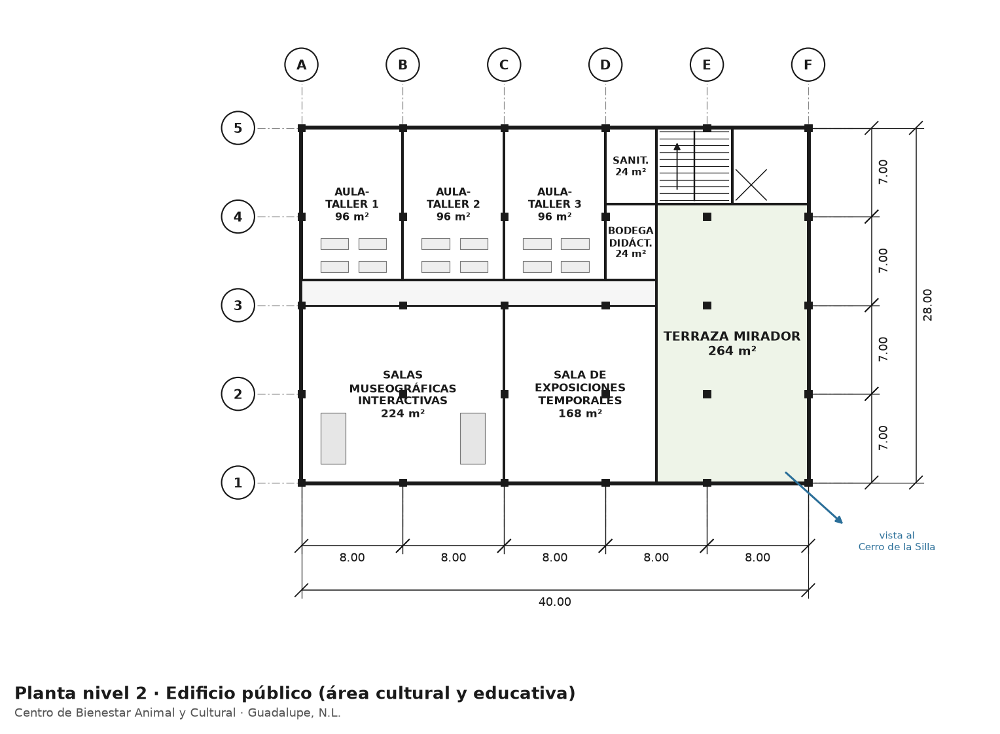 A B C D E F
5
4
3
2
1
AULA-
TALLER 1
96 m²
AULA-
TALLER 2
96 m²
AULA-
TALLER 3
96 m²
SANIT.
24 m²
BODEGA
DIDÁCT.
24 m²
TERRAZA MIRADOR
264 m²
SALAS
MUSEOGRÁFICAS
INTERACTIVAS
224 m²
SALA DE
EXPOSICIONES
TEMPORALES
168 m²
7.00
7.00
7.00
7.00
28.00
vista al
Cerro de la Silla
8.00 8.00 8.00 8.00 8.00
40.00
Planta nivel 2 · Edificio público (área cultural y educativa)
Centro de Bienestar Animal y Cultural · Guadalupe, N.L.